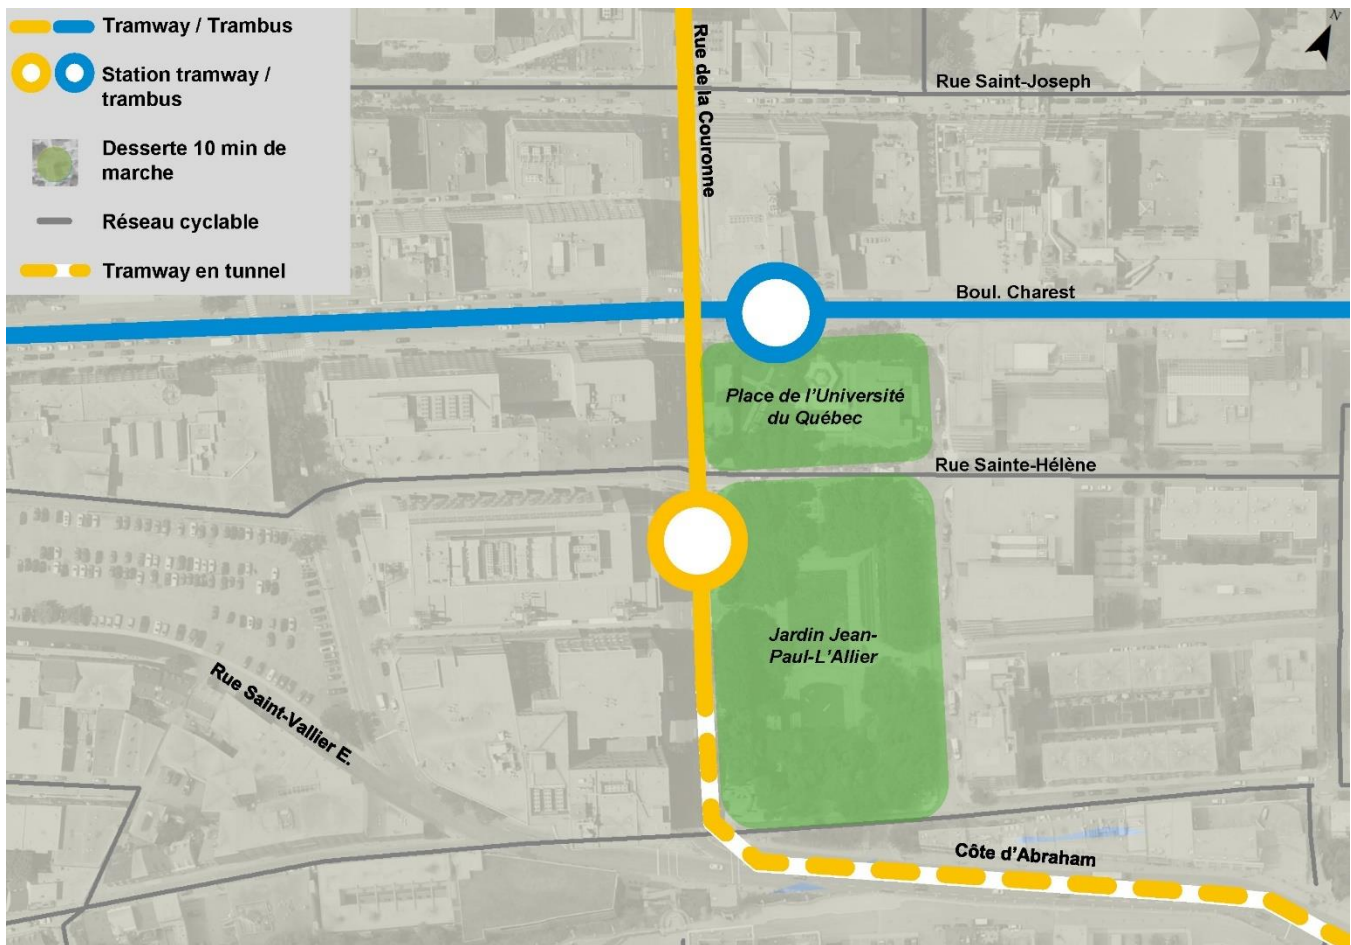 Tramway / Trambus
Station tramway /
trambus
Desserte 10 min de
marche
Réseau cyclable
Tramway en tunnel
N
Rue de la Couronne
Rue Saint-Joseph
Boul. Charest
Place de l'Université
du Québec
Rue Sainte-Hélène
Jardin Jean-
Paul-L'Allier
Rue Saint-Vallier E.
Côte d'Abraham